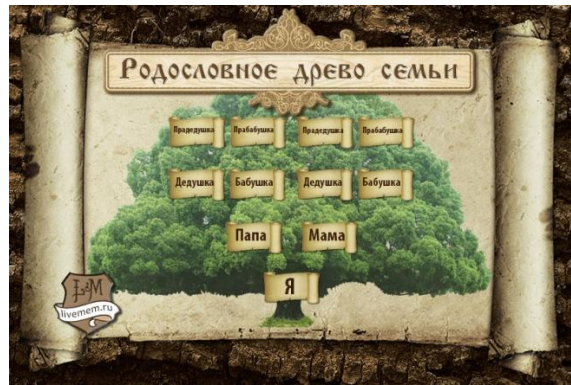 Родословное древо семьи
Прадедушка Прабабушка Прадедушка Прабабушка
Дедушка Бабушка Дедушка Бабушка
Папа Мама
Я
livemem.ru